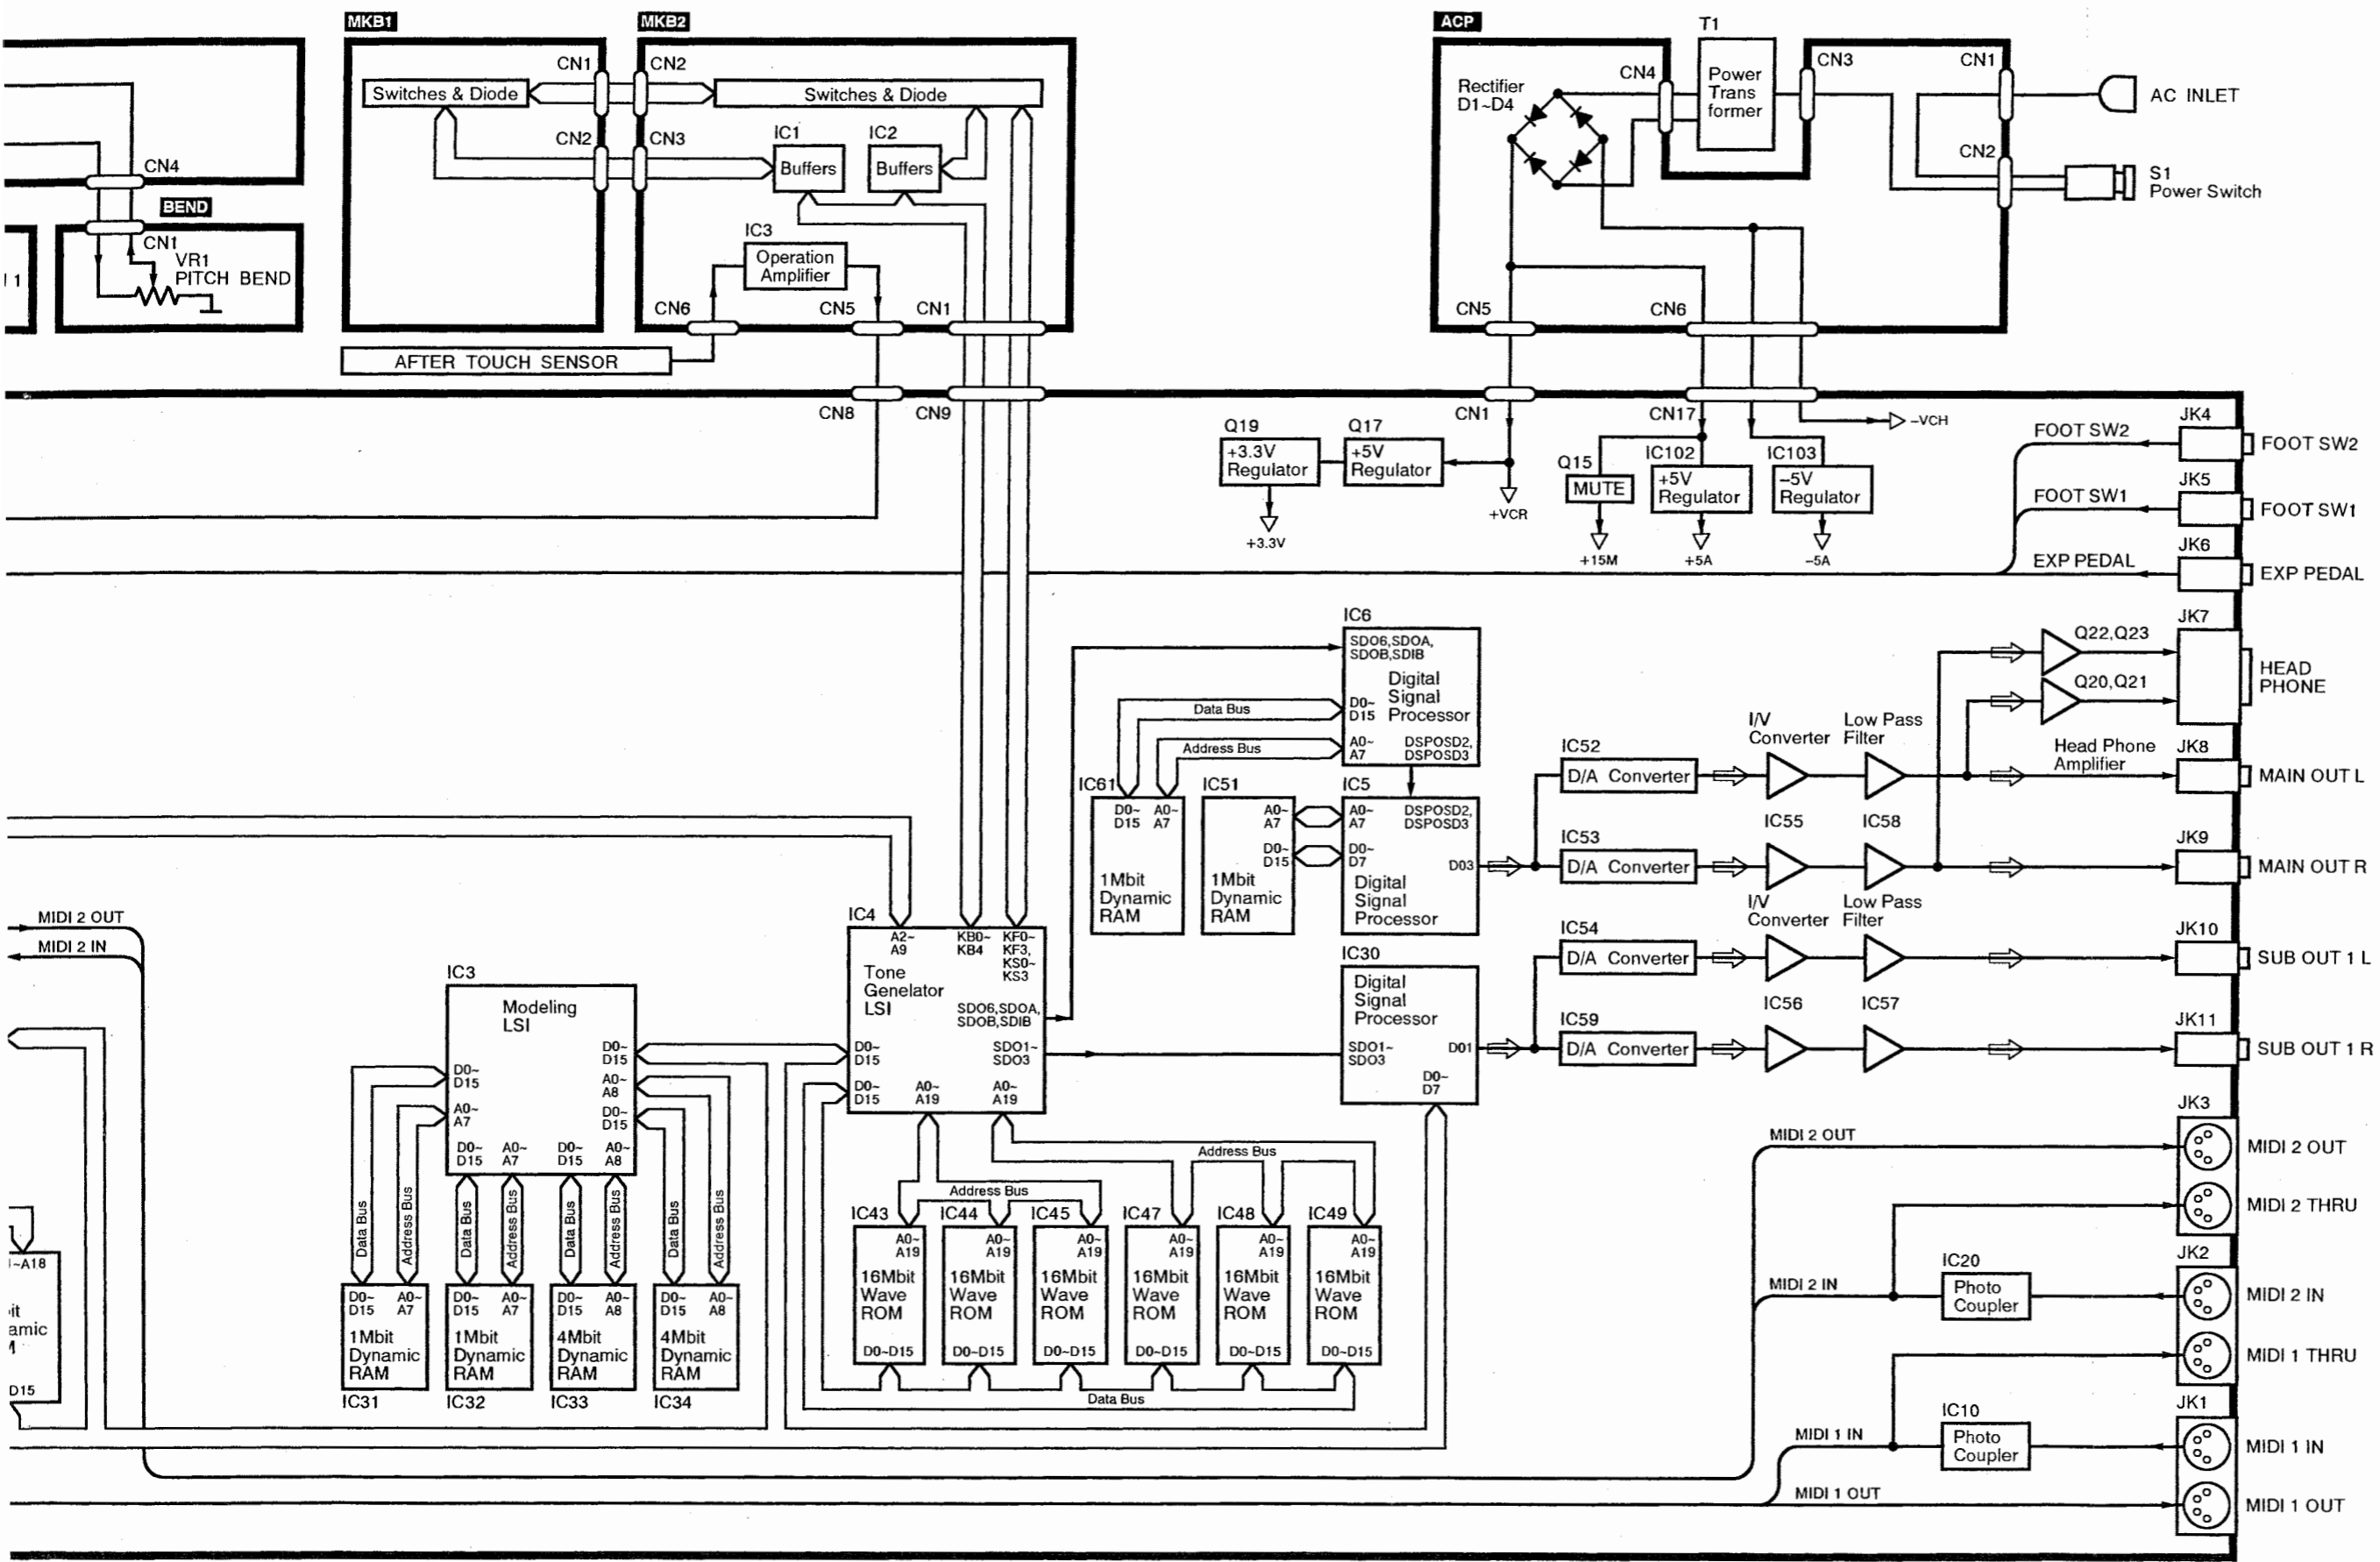 MKB1
MKB2
ACP
T1
CN1
CN2
CN4
CN3
CN1
Switches & Diode
Switches & Diode
Rectifier
D1~D4
Power
Trans
former
AC INLET
CN2
CN3
IC1
IC2
Buffers
Buffers
CN2
S1
Power Switch
CN4
BEND
CN1
VR1
PITCH BEND
IC3
Operation
Amplifier
CN6
CN5
CN1
CN5
CN6
AFTER TOUCH SENSOR
CN8
CN9
CN1
CN17
-VCH
Q19
+3.3V
Regulator
Q17
+5V
Regulator
Q15
MUTE
IC102
+5V
Regulator
IC103
-5V
Regulator
+3.3V
+VCR
+15M
+5A
-5A
FOOT SW2
JK4
FOOT SW2
FOOT SW1
JK5
FOOT SW1
EXP PEDAL
JK6
EXP PEDAL
IC6
SDO6,SDOA,
SDOB,SDIB
Digital
Signal
Processor
D0~
D15
A0~
A7
DSPOSD2,
DSPOSD3
Data Bus
Address Bus
Q22,Q23
Q20,Q21
JK7
HEAD
PHONE
IC61
D0~
D15
A0~
A7
1Mbit
Dynamic
RAM
IC51
A0~
A7
D0~
D15
1Mbit
Dynamic
RAM
IC5
A0~
A7
DSPOSD2,
DSPOSD3
D0~
D7
D03
Digital
Signal
Processor
IC52
D/A Converter
I/V
Converter
Low Pass
Filter
Head Phone
Amplifier
JK8
MAIN OUT L
IC53
D/A Converter
IC55
IC58
JK9
MAIN OUT R
IC54
D/A Converter
I/V
Converter
Low Pass
Filter
JK10
SUB OUT 1 L
IC59
D/A Converter
IC56
IC57
JK11
SUB OUT 1 R
MIDI 2 OUT
MIDI 2 IN
IC3
Modeling
LSI
D0~
D15
A0~
A8
D0~
D15
D0~
D15
A0~
A7
D0~
D15
A0~
A7
D0~
D15
A0~
A8
IC4
A2~
A9
KB0~
KB4
KF0~
KF3,
KS0~
KS3
Tone
Genelator
LSI
SDO6,SDOA,
SDOB,SDIB
D0~
D15
SDO1~
SDO3
D0~
D15
A0~
A19
A0~
A19
IC30
Digital
Signal
Processor
SDO1~
SDO3
D01
D0~
D7
Data Bus
Address Bus
Data Bus
Address Bus
Data Bus
Address Bus
Data Bus
Address Bus
D0~
D15
A0~
A7
1Mbit
Dynamic
RAM
IC31
D0~
D15
A0~
A7
1Mbit
Dynamic
RAM
IC32
D0~
D15
A0~
A8
4Mbit
Dynamic
RAM
IC33
D0~
D15
A0~
A8
4Mbit
Dynamic
RAM
IC34
Address Bus
Address Bus
IC43
A0~
A19
16Mbit
Wave
ROM
D0~D15
IC44
A0~
A19
16Mbit
Wave
ROM
D0~D15
IC45
A0~
A19
16Mbit
Wave
ROM
D0~D15
IC47
A0~
A19
16Mbit
Wave
ROM
D0~D15
IC48
A0~
A19
16Mbit
Wave
ROM
D0~D15
IC49
A0~
A19
16Mbit
Wave
ROM
D0~D15
Data Bus
~A18
D15
JK3
MIDI 2 OUT
MIDI 2 OUT
MIDI 2 THRU
JK2
MIDI 2 IN
IC20
Photo
Coupler
MIDI 2 IN
MIDI 1 THRU
JK1
MIDI 1 IN
IC10
Photo
Coupler
MIDI 1 IN
MIDI 1 OUT
MIDI 1 OUT